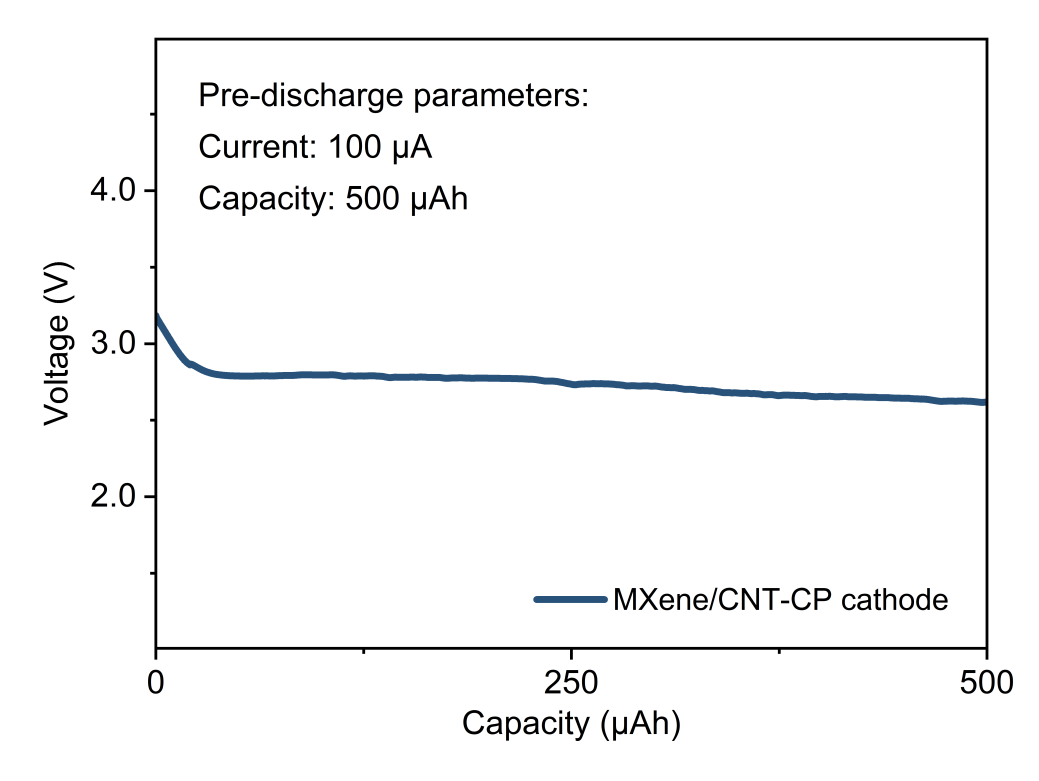 Pre-discharge parameters:
Current: 100 µA
Capacity: 500 µAh
4.0
3.0
2.0
Voltage (V)
MXene/CNT-CP cathode
0 250 500
Capacity (µAh)